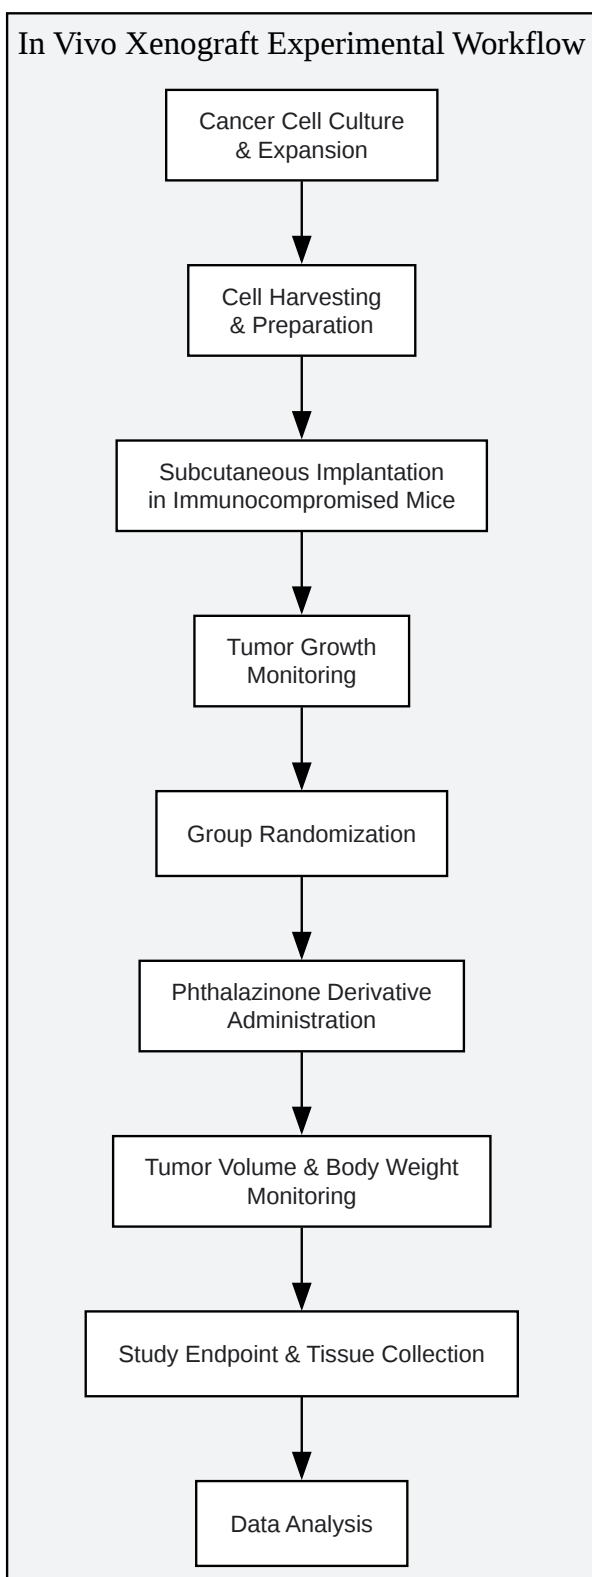 In Vivo Xenograft Experimental Workflow
Cancer Cell Culture
& Expansion
Cell Harvesting
& Preparation
Subcutaneous Implantation
in Immunocompromised Mice
Tumor Growth
Monitoring
Group Randomization
Phthalazinone Derivative
Administration
Tumor Volume & Body Weight
Monitoring
Study Endpoint & Tissue Collection
Data Analysis